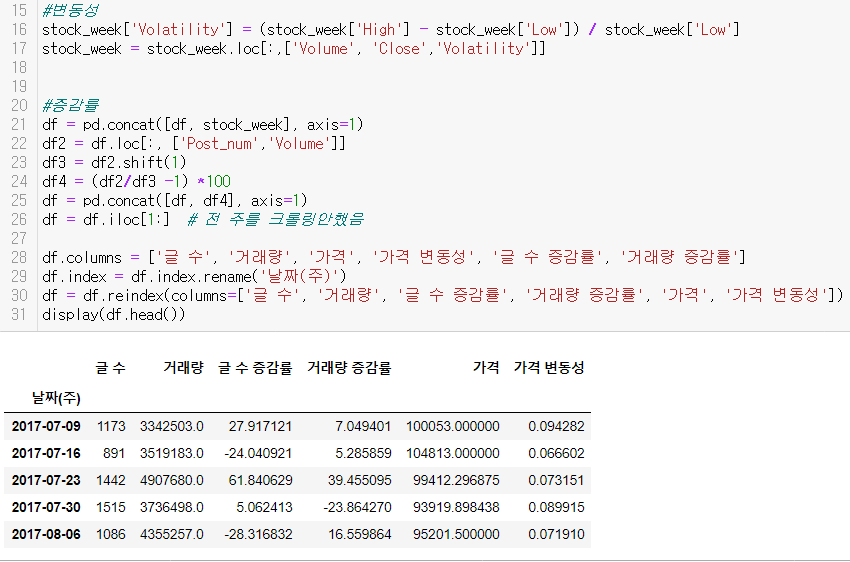 15 #변동성
16 stock_week['Volatility'] = (stock_week['High'] - stock_week['Low']) / stock_week['Low']
17 stock_week = stock_week.loc[:,['Volume', 'Close','Volatility']]
18
19
20 #증감률
21 df = pd.concat([df, stock_week], axis=1)
22 df2 = df.loc[:, ['Post_num','Volume']]
23 df3 = df2.shift(1)
24 df4 = (df2/df3 -1) *100
25 df = pd.concat([df, df4], axis=1)
26 df = df.iloc[1:]  # 전 주를 크롤링안했음
27
28 df.columns = ['글 수', '거래량', '가격', '가격 변동성', '글 수 증감률', '거래량 증감률']
29 df.index = df.index.rename('날짜(주)')
30 df = df.reindex(columns=['글 수', '거래량', '글 수 증감률', '거래량 증감률', '가격', '가격 변동성'])
31 display(df.head())
글 수 거래량 글 수 증감률 거래량 증감률 가격 가격 변동성
날짜(주)
2017-07-09 1173 3342503.0 27.917121 7.049401 100053.000000 0.094282
2017-07-16 891 3519183.0 -24.040921 5.285859 104813.000000 0.066602
2017-07-23 1442 4907680.0 61.840629 39.455095 99412.296875 0.073151
2017-07-30 1515 3736498.0 5.062413 -23.864270 93919.898438 0.089915
2017-08-06 1086 4355257.0 -28.316832 16.559864 95201.500000 0.071910